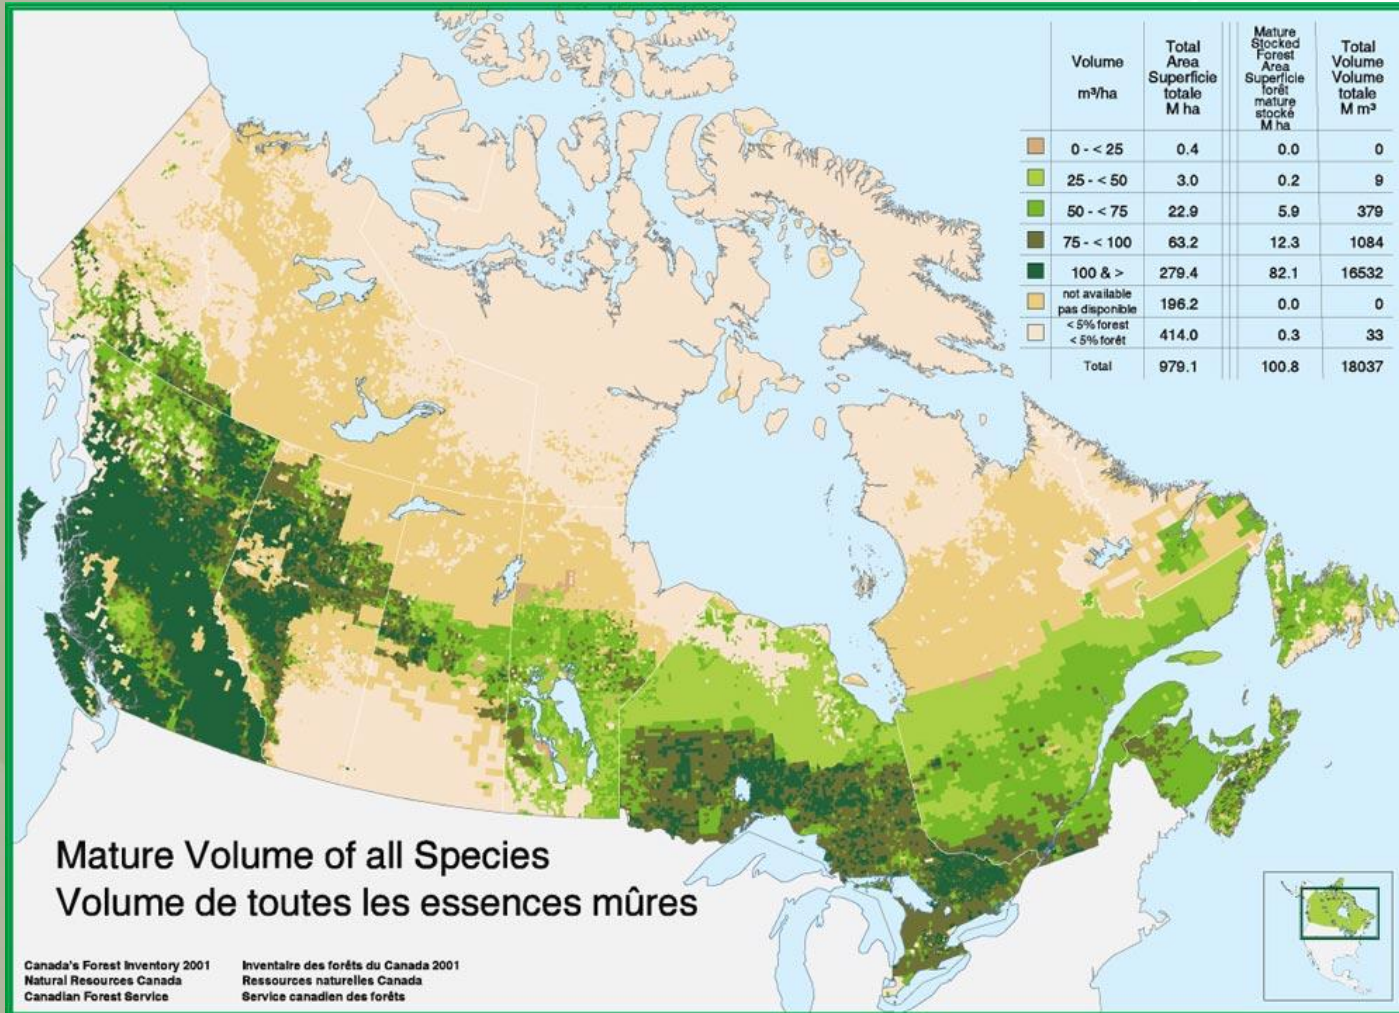 Volume
m³/ha
Total
Area
Superficie
totale
M ha
Mature
Stocked
Forest
Area
Superficie
forêt
mature
stocké
M ha
Total
Volume
Volume
totale
M m³
0 - < 25 0.4 0.0 0
25 - < 50 3.0 0.2 9
50 - < 75 22.9 5.9 379
75 - < 100 63.2 12.3 1084
100 & > 279.4 82.1 16532
not available
pas disponible 196.2 0.0 0
< 5% forest
< 5% forêt 414.0 0.3 33
Total 979.1 100.8 18037
Mature Volume of all Species
Volume de toutes les essences mûres
Canada's Forest Inventory 2001
Natural Resources Canada
Canadian Forest Service
Inventaire des forêts du Canada 2001
Ressources naturelles Canada
Service canadien des forêts